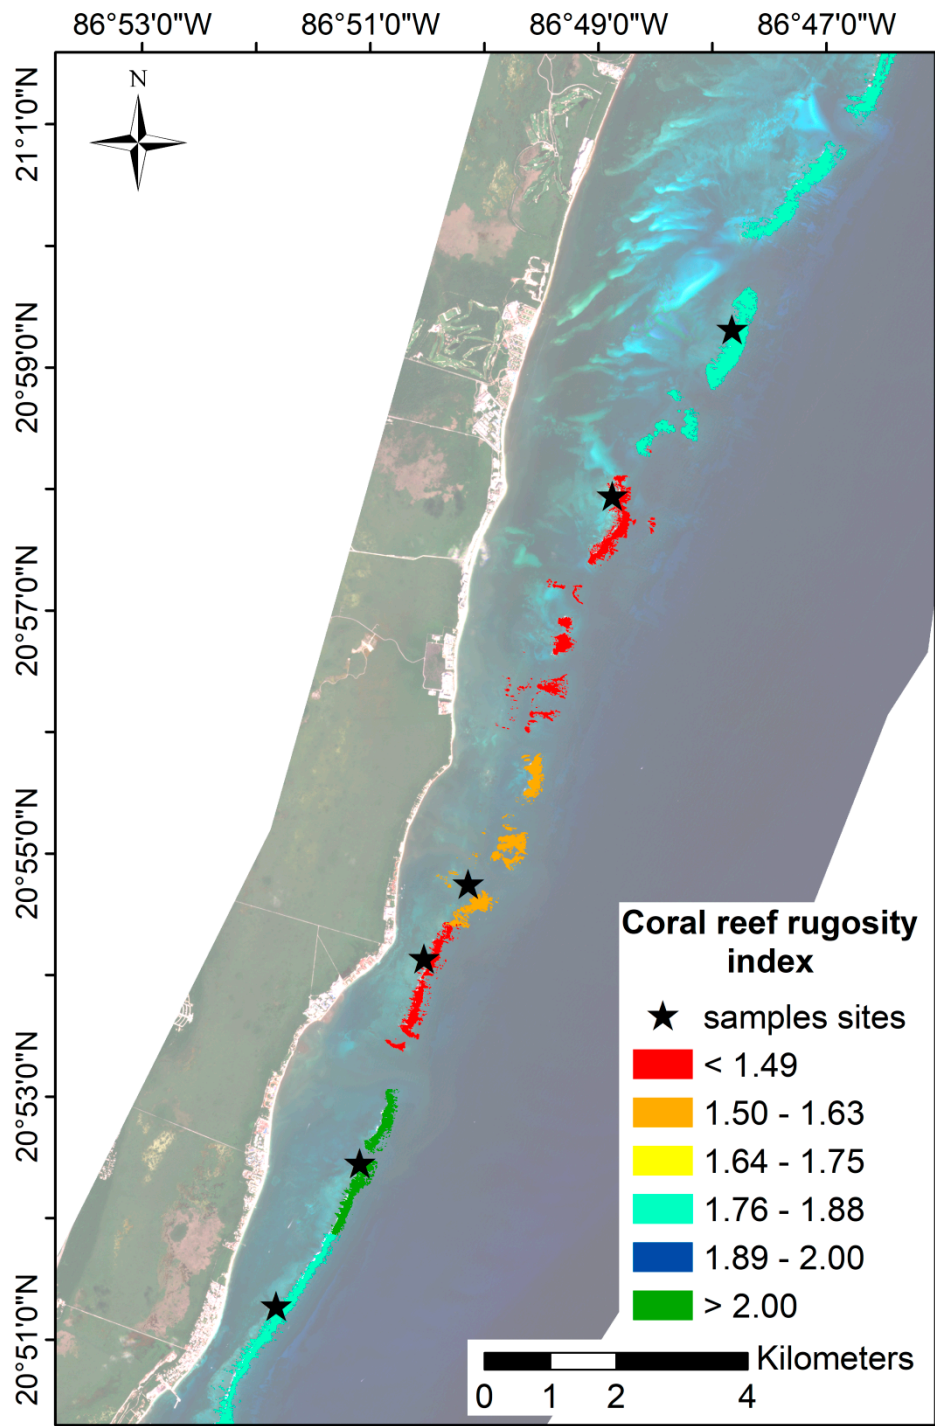 86°53'0"W 86°51'0"W 86°49'0"W 86°47'0"W
N
21°1'0"N
20°59'0"N
20°57'0"N
20°55'0"N
20°53'0"N
20°51'0"N
Coral reef rugosity
index
samples sites
< 1.49
1.50 - 1.63
1.64 - 1.75
1.76 - 1.88
1.89 - 2.00
> 2.00
Kilometers
0 1 2 4